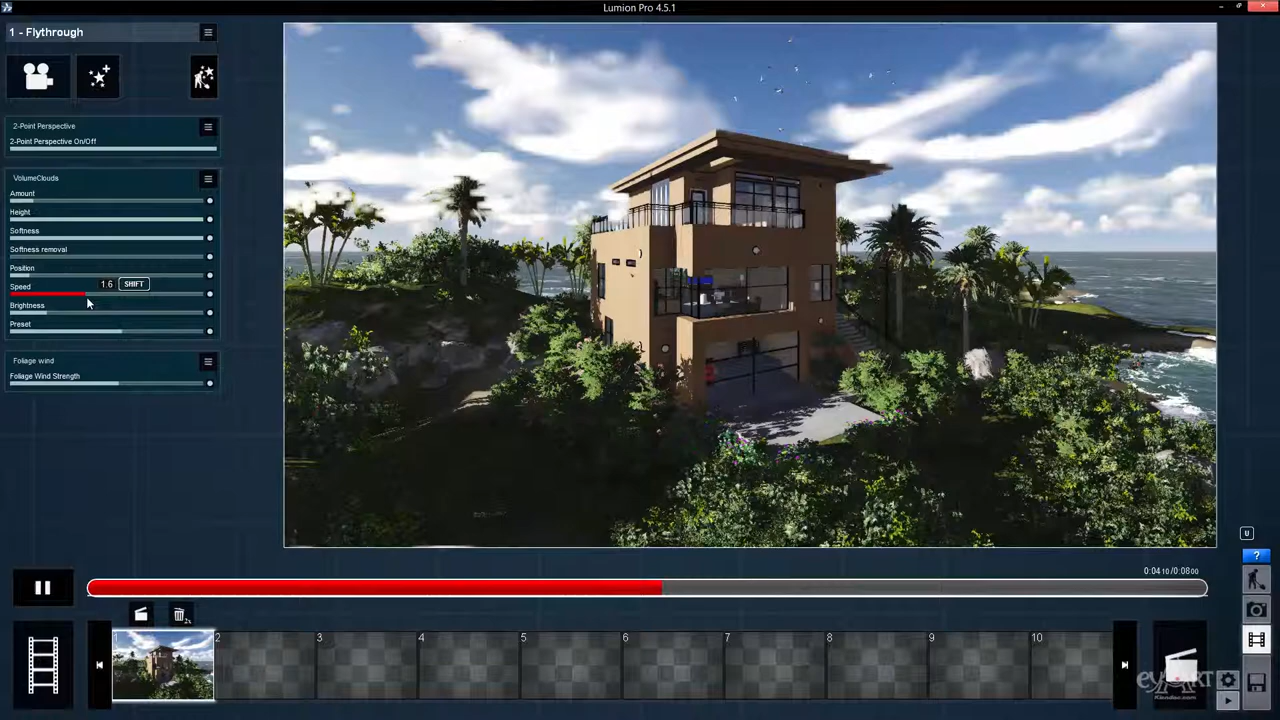 Lumion Pro 4.5.1
1 - Flythrough
2-Point Perspective
2-Point Perspective On/Off
VolumeClouds
Amount
Height
Softness
Softness removal
Position
Speed
1.6 SHIFT
Brightness
Preset
Foliage wind
Foliage Wind Strength
U
?
0:04 10/0:08 00
1 2 3 4 5 6 7 8 9 10